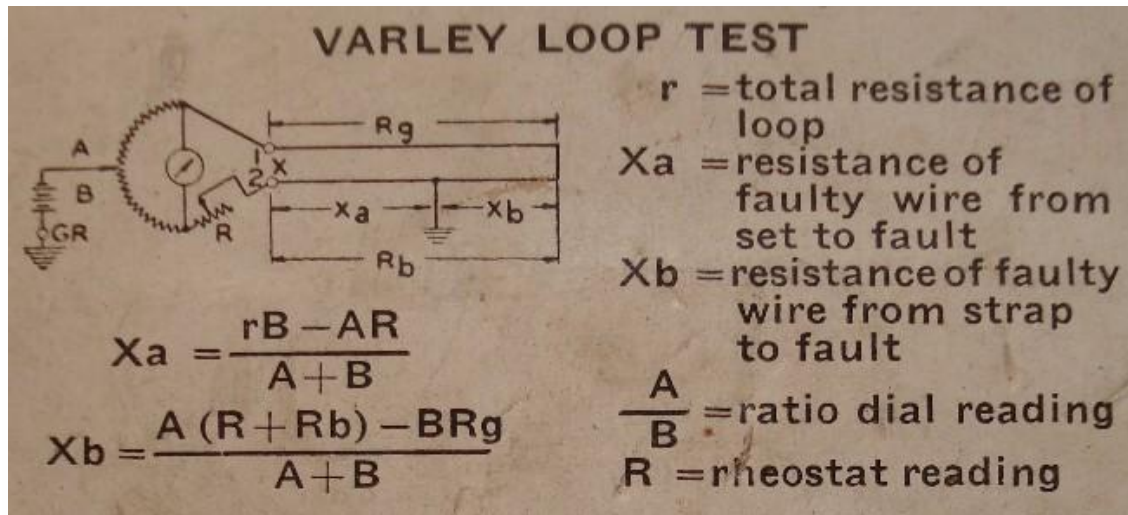 VARLEY LOOP TEST
A
B
GR
R
1
2
X
Rg
Xa
Xb
Rb
r = total resistance of
loop
Xa = resistance of
faulty wire from
set to fault
Xb = resistance of faulty
wire from strap
to fault
A/B = ratio dial reading
R = rheostat reading
Xa = rB − AR / A + B
Xb = A (R + Rb) − BRg / A + B